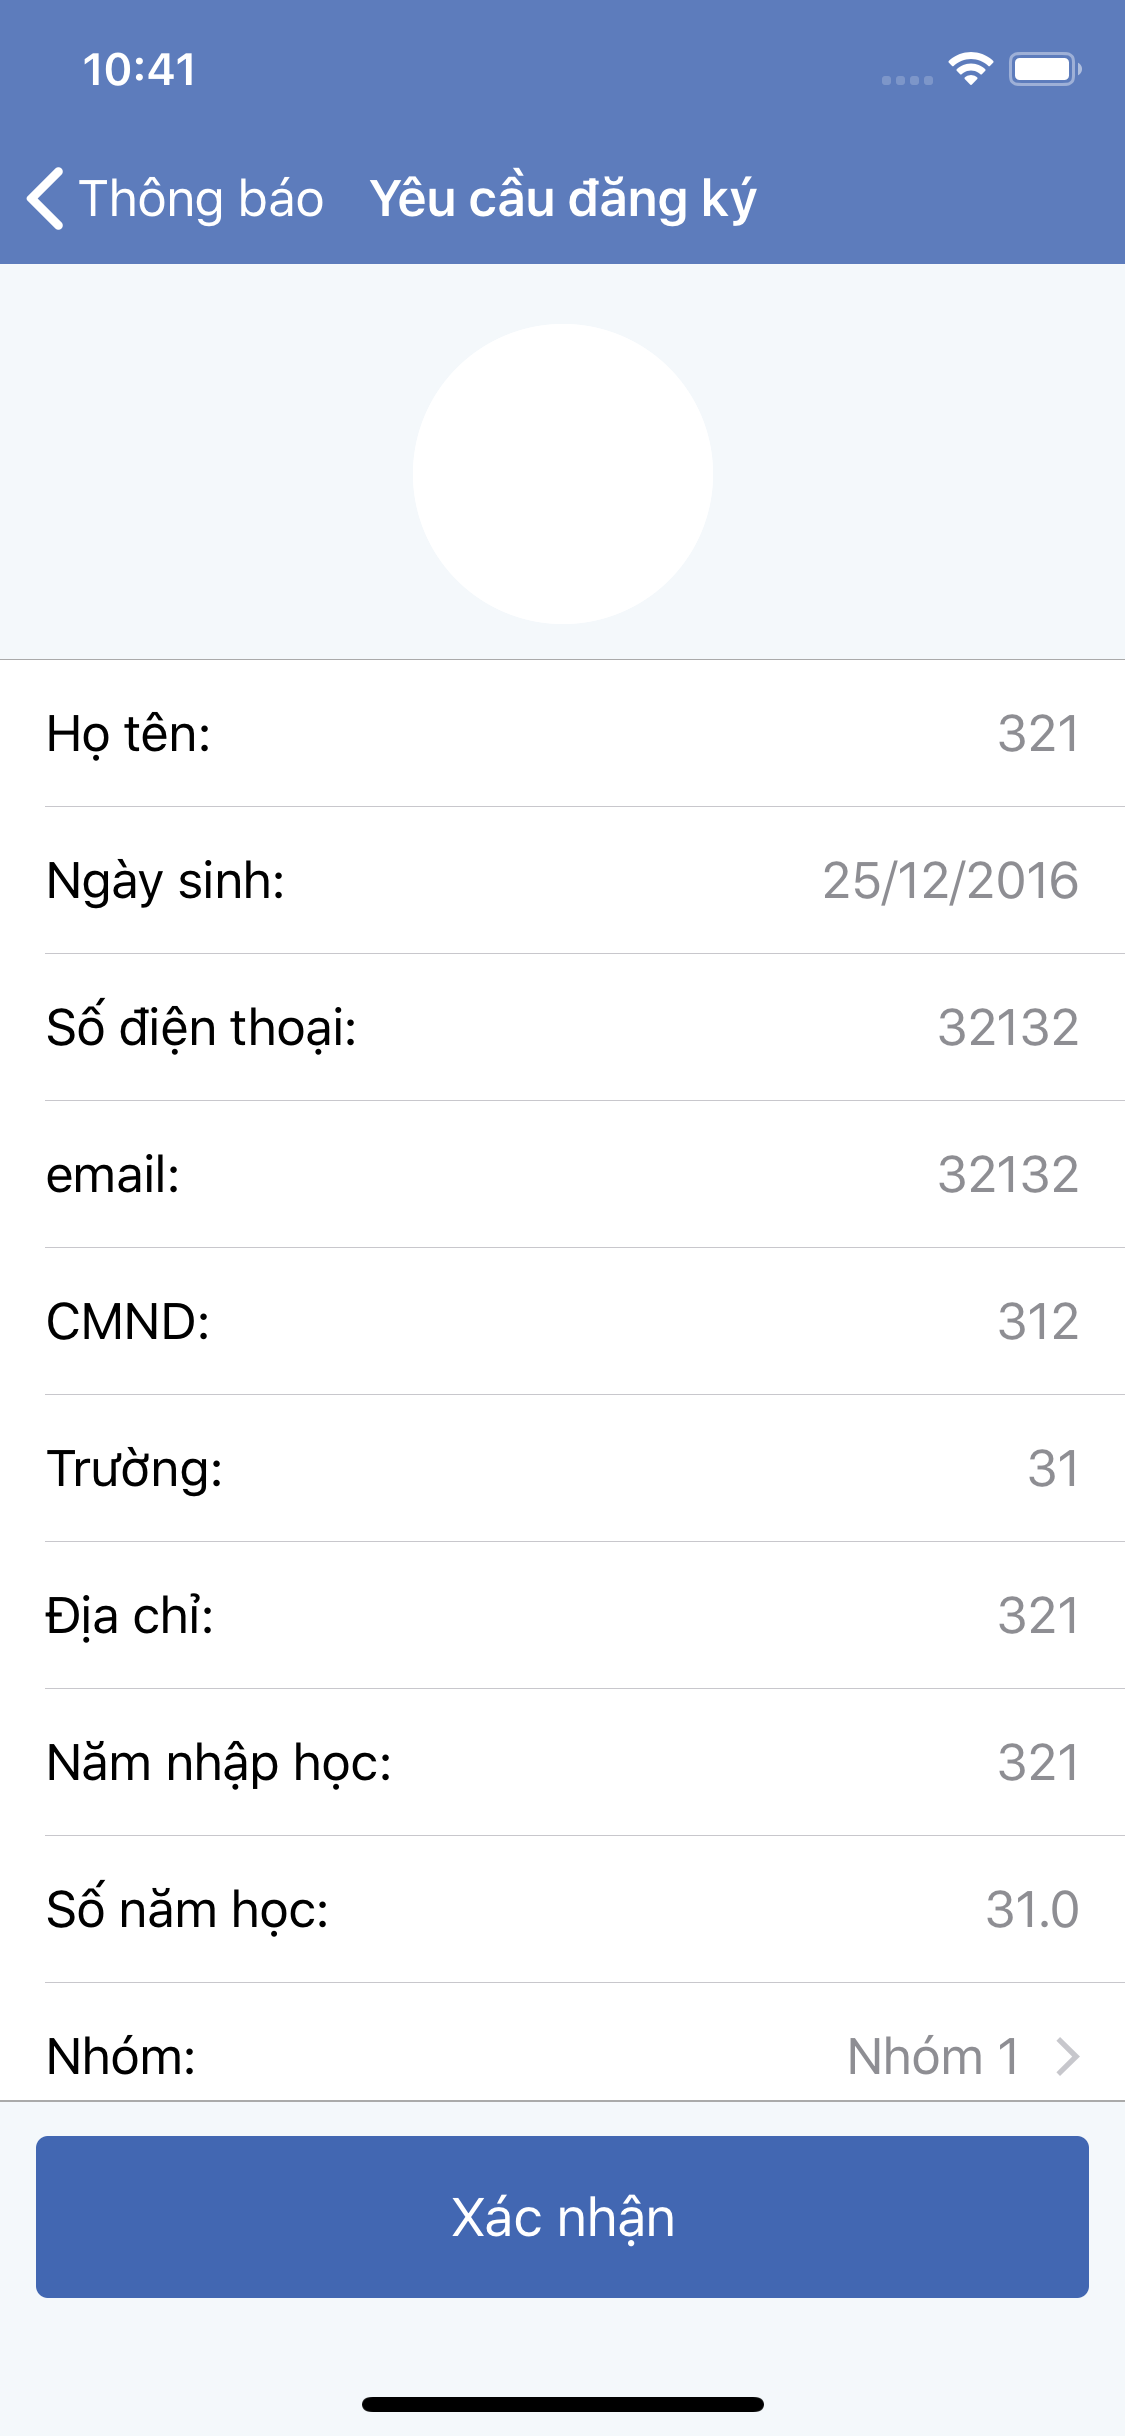 10:41
Thông báo Yêu cầu đăng ký
Họ tên: 321
Ngày sinh: 25/12/2016
Số điện thoại: 32132
email: 32132
CMND: 312
Trường: 31
Địa chỉ: 321
Năm nhập học: 321
Số năm học: 31.0
Nhóm: Nhóm 1
Xác nhận